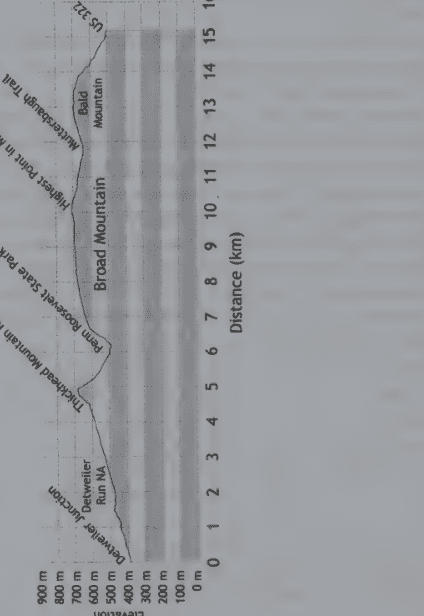 Detweiler Junction
Thickhead Mountain
Penn Roosevelt State Park
Highest Point in
Muttersbaugh Trail
US 322
Detweiler
Run NA
Broad Mountain
Bald
Mountain
900 m
800 m
700 m
600 m
500 m
400 m
300 m
200 m
100 m
0 m
Elevation
0 1 2 3 4 5 6 7 8 9 10 11 12 13 14 15
Distance (km)